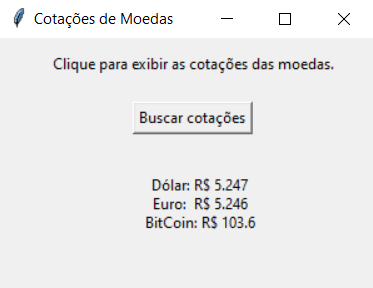 Cotações de Moedas
Clique para exibir as cotações das moedas.
Buscar cotações
Dólar: R$ 5.247
Euro:  R$ 5.246
BitCoin: R$ 103.6